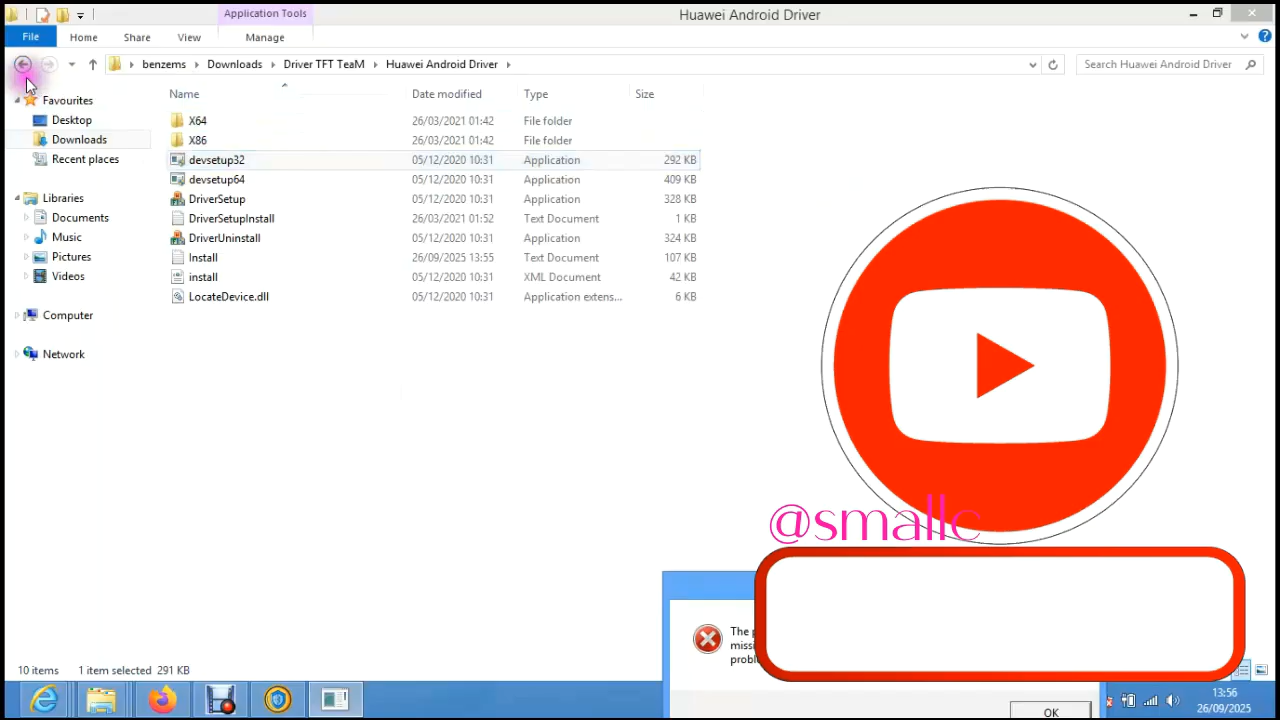 Application Tools
Huawei Android Driver
File Home Share View Manage
benzems Downloads Driver TFT TeaM Huawei Android Driver Search Huawei Android Driver
Name Date modified Type Size
Favourites
Desktop
Downloads
Recent places
Libraries
Documents
Music
Pictures
Videos
Computer
Network
X64 26/03/2021 01:42 File folder
X86 26/03/2021 01:42 File folder
devsetup32 05/12/2020 10:31 Application 292 KB
devsetup64 05/12/2020 10:31 Application 409 KB
DriverSetup 05/12/2020 10:31 Application 328 KB
DriverSetupInstall 26/03/2021 01:52 Text Document 1 KB
DriverUninstall 05/12/2020 10:31 Application 324 KB
Install 26/09/2025 13:55 Text Document 107 KB
install 05/12/2020 10:31 XML Document 42 KB
LocateDevice.dll 05/12/2020 10:31 Application extens... 6 KB
@smallc
The
missi
proble
OK
10 items 1 item selected 291 KB
13:56
26/09/2025